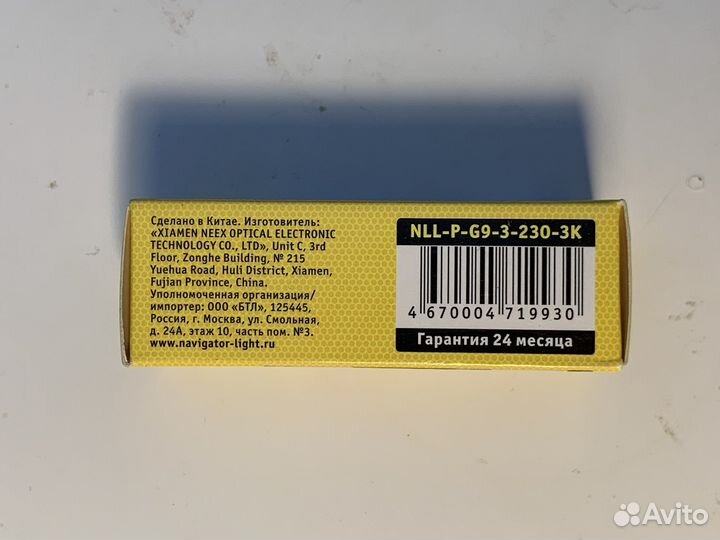 Сделано в Китае. Изготовитель:
«XIAMEN NEEX OPTICAL ELECTRONIC
TECHNOLOGY CO., LTD», Unit C, 3rd
Floor, Zonghe Building, № 215
Yuehua Road, Huli District, Xiamen,
Fujian Province, China.
Уполномоченная организация/
импортер: ООО «БТЛ», 125445,
Россия, г. Москва, ул. Смольная,
д. 24А, этаж 10, часть пом. №3.
www.navigator-light.ru
NLL-P-G9-3-230-3K
4 670004 719930
Гарантия 24 месяца
Avito